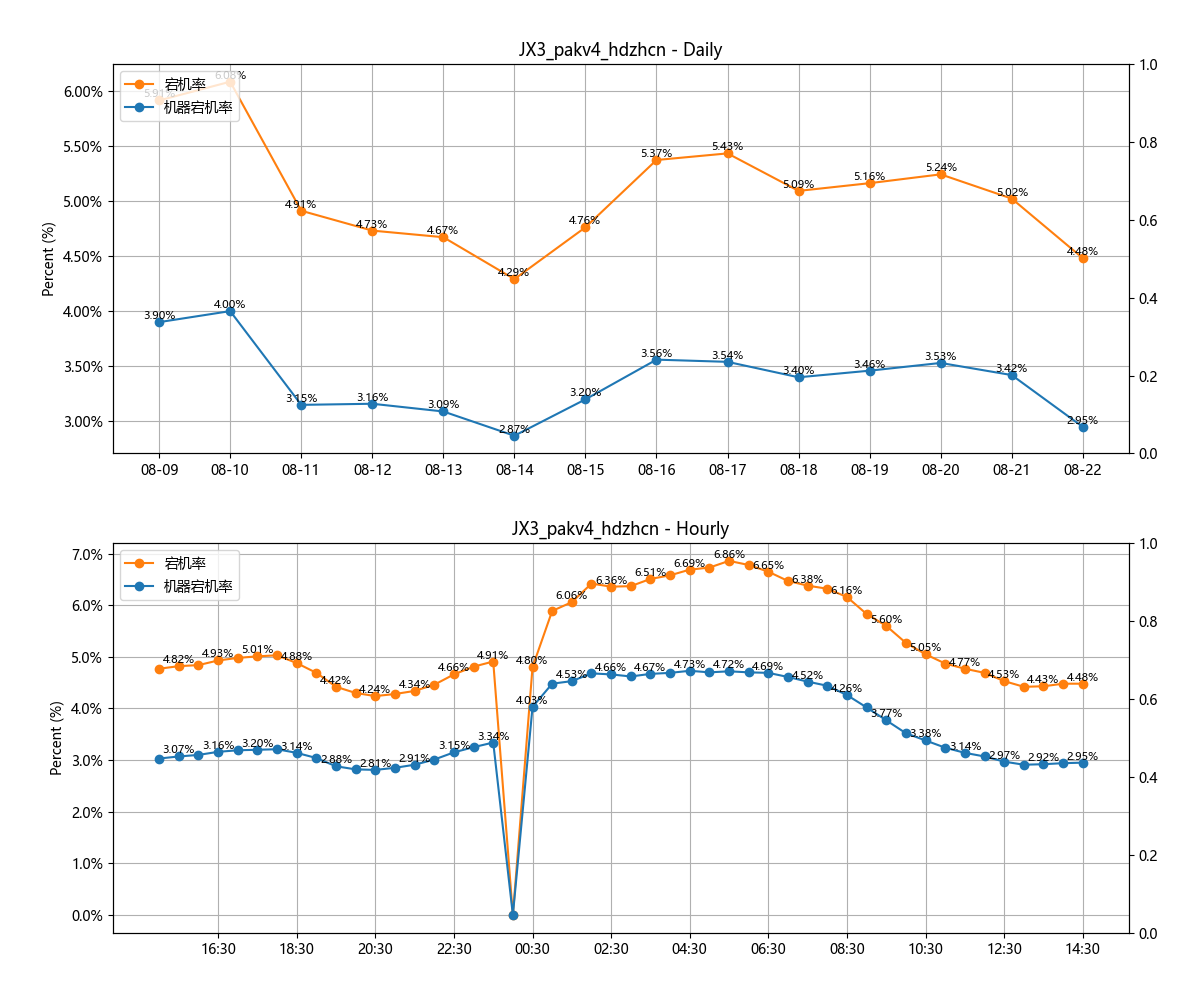 JX3_pakv4_hdzhcn - Daily
宕机率
机器宕机率
Percent (%)
6.00%
5.50%
5.00%
4.50%
4.00%
3.50%
3.00%
1.0
0.8
0.6
0.4
0.2
0.0
5.91% 6.08% 4.91% 4.73% 4.67% 4.29% 4.76% 5.37% 5.43% 5.09% 5.16% 5.24% 5.02% 4.48%
3.90% 4.00% 3.15% 3.16% 3.09% 2.87% 3.20% 3.56% 3.54% 3.40% 3.46% 3.53% 3.42% 2.95%
08-09 08-10 08-11 08-12 08-13 08-14 08-15 08-16 08-17 08-18 08-19 08-20 08-21 08-22
JX3_pakv4_hdzhcn - Hourly
宕机率
机器宕机率
Percent (%)
7.0%
6.0%
5.0%
4.0%
3.0%
2.0%
1.0%
0.0%
1.0
0.8
0.6
0.4
0.2
0.0
4.82% 4.93% 5.01% 4.88% 4.42% 4.24% 4.34% 4.66% 4.91% 4.80% 6.06% 6.36% 6.51% 6.69% 6.86% 6.65% 6.38% 6.16% 5.60% 5.05% 4.77% 4.53% 4.43% 4.48%
3.07% 3.16% 3.20% 3.14% 2.88% 2.81% 2.91% 3.15% 3.34% 4.03% 4.53% 4.66% 4.67% 4.73% 4.72% 4.69% 4.52% 4.26% 3.77% 3.38% 3.14% 2.97% 2.92% 2.95%
16:30 18:30 20:30 22:30 00:30 02:30 04:30 06:30 08:30 10:30 12:30 14:30